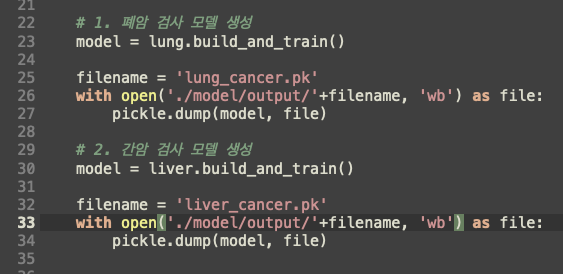 21
22 # 1. 폐암 검사 모델 생성
23 model = lung.build_and_train()
24
25 filename = 'lung_cancer.pk'
26 with open('./model/output/'+filename, 'wb') as file:
27 pickle.dump(model, file)
28
29 # 2. 간암 검사 모델 생성
30 model = liver.build_and_train()
31
32 filename = 'liver_cancer.pk'
33 with open('./model/output/'+filename, 'wb') as file:
34 pickle.dump(model, file)
35